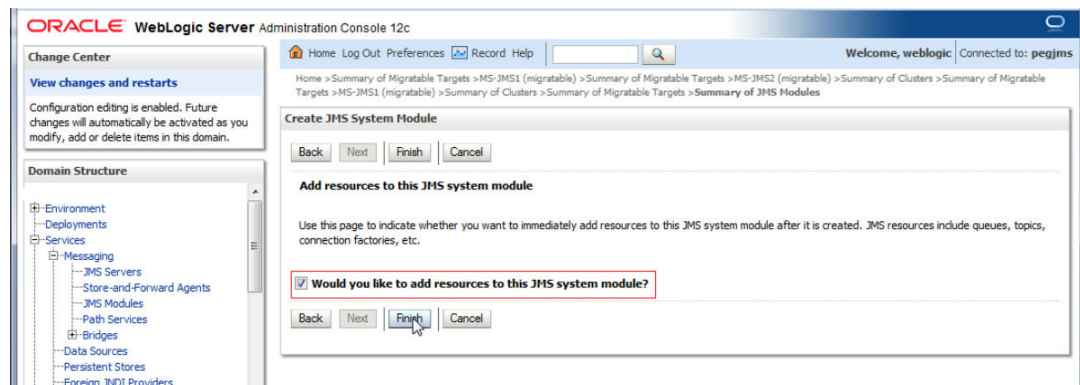 ORACLE WebLogic Server Administration Console 12c
Change Center
View changes and restarts
Configuration editing is enabled. Future
changes will automatically be activated as you
modify, add or delete items in this domain.
Domain Structure
Environment
Deployments
Services
Messaging
JMS Servers
Store-and-Forward Agents
JMS Modules
Path Services
Bridges
Data Sources
Persistent Stores
Foreign JNDI Providers
Home Log Out Preferences Record Help
Welcome, weblogic Connected to: pegjms
Home >Summary of Migratable Targets >MS-JMS1 (migratable) >Summary of Migratable Targets >MS-JMS2 (migratable) >Summary of Clusters >Summary of Migratable
Targets >MS-JMS1 (migratable) >Summary of Clusters >Summary of Migratable Targets >Summary of JMS Modules
Create JMS System Module
Back Next Finish Cancel
Add resources to this JMS system module
Use this page to indicate whether you want to immediately add resources to this JMS system module after it is created. JMS resources include queues, topics,
connection factories, etc.
Would you like to add resources to this JMS system module?
Back Next Finish Cancel